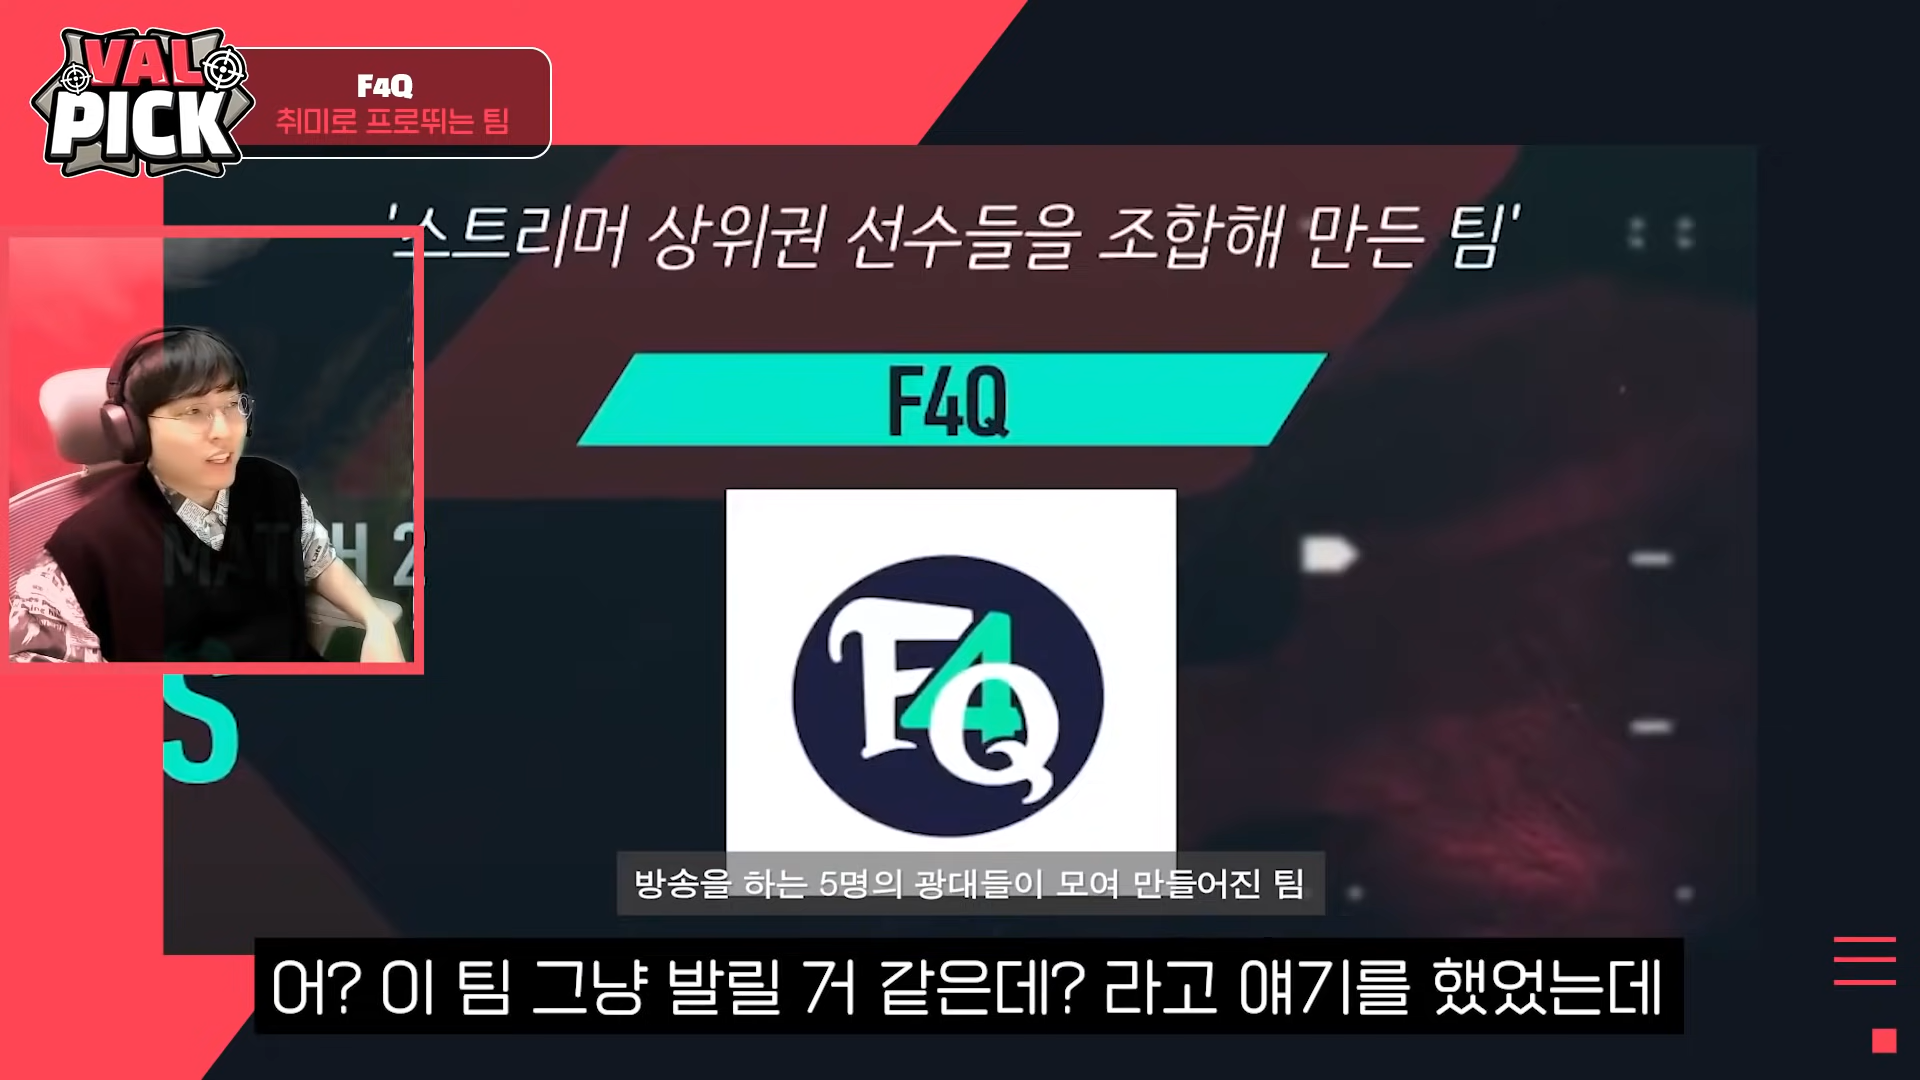 VAL
PICK
F4Q
취미로 프로뛰는 팀
'스트리머 상위권 선수들을 조합해 만든 팀'
F4Q
MATCH 2
S
F4Q
방송을 하는 5명의 광대들이 모여 만들어진 팀
어? 이 팀 그냥 발릴 거 같은데? 라고 얘기를 했었는데